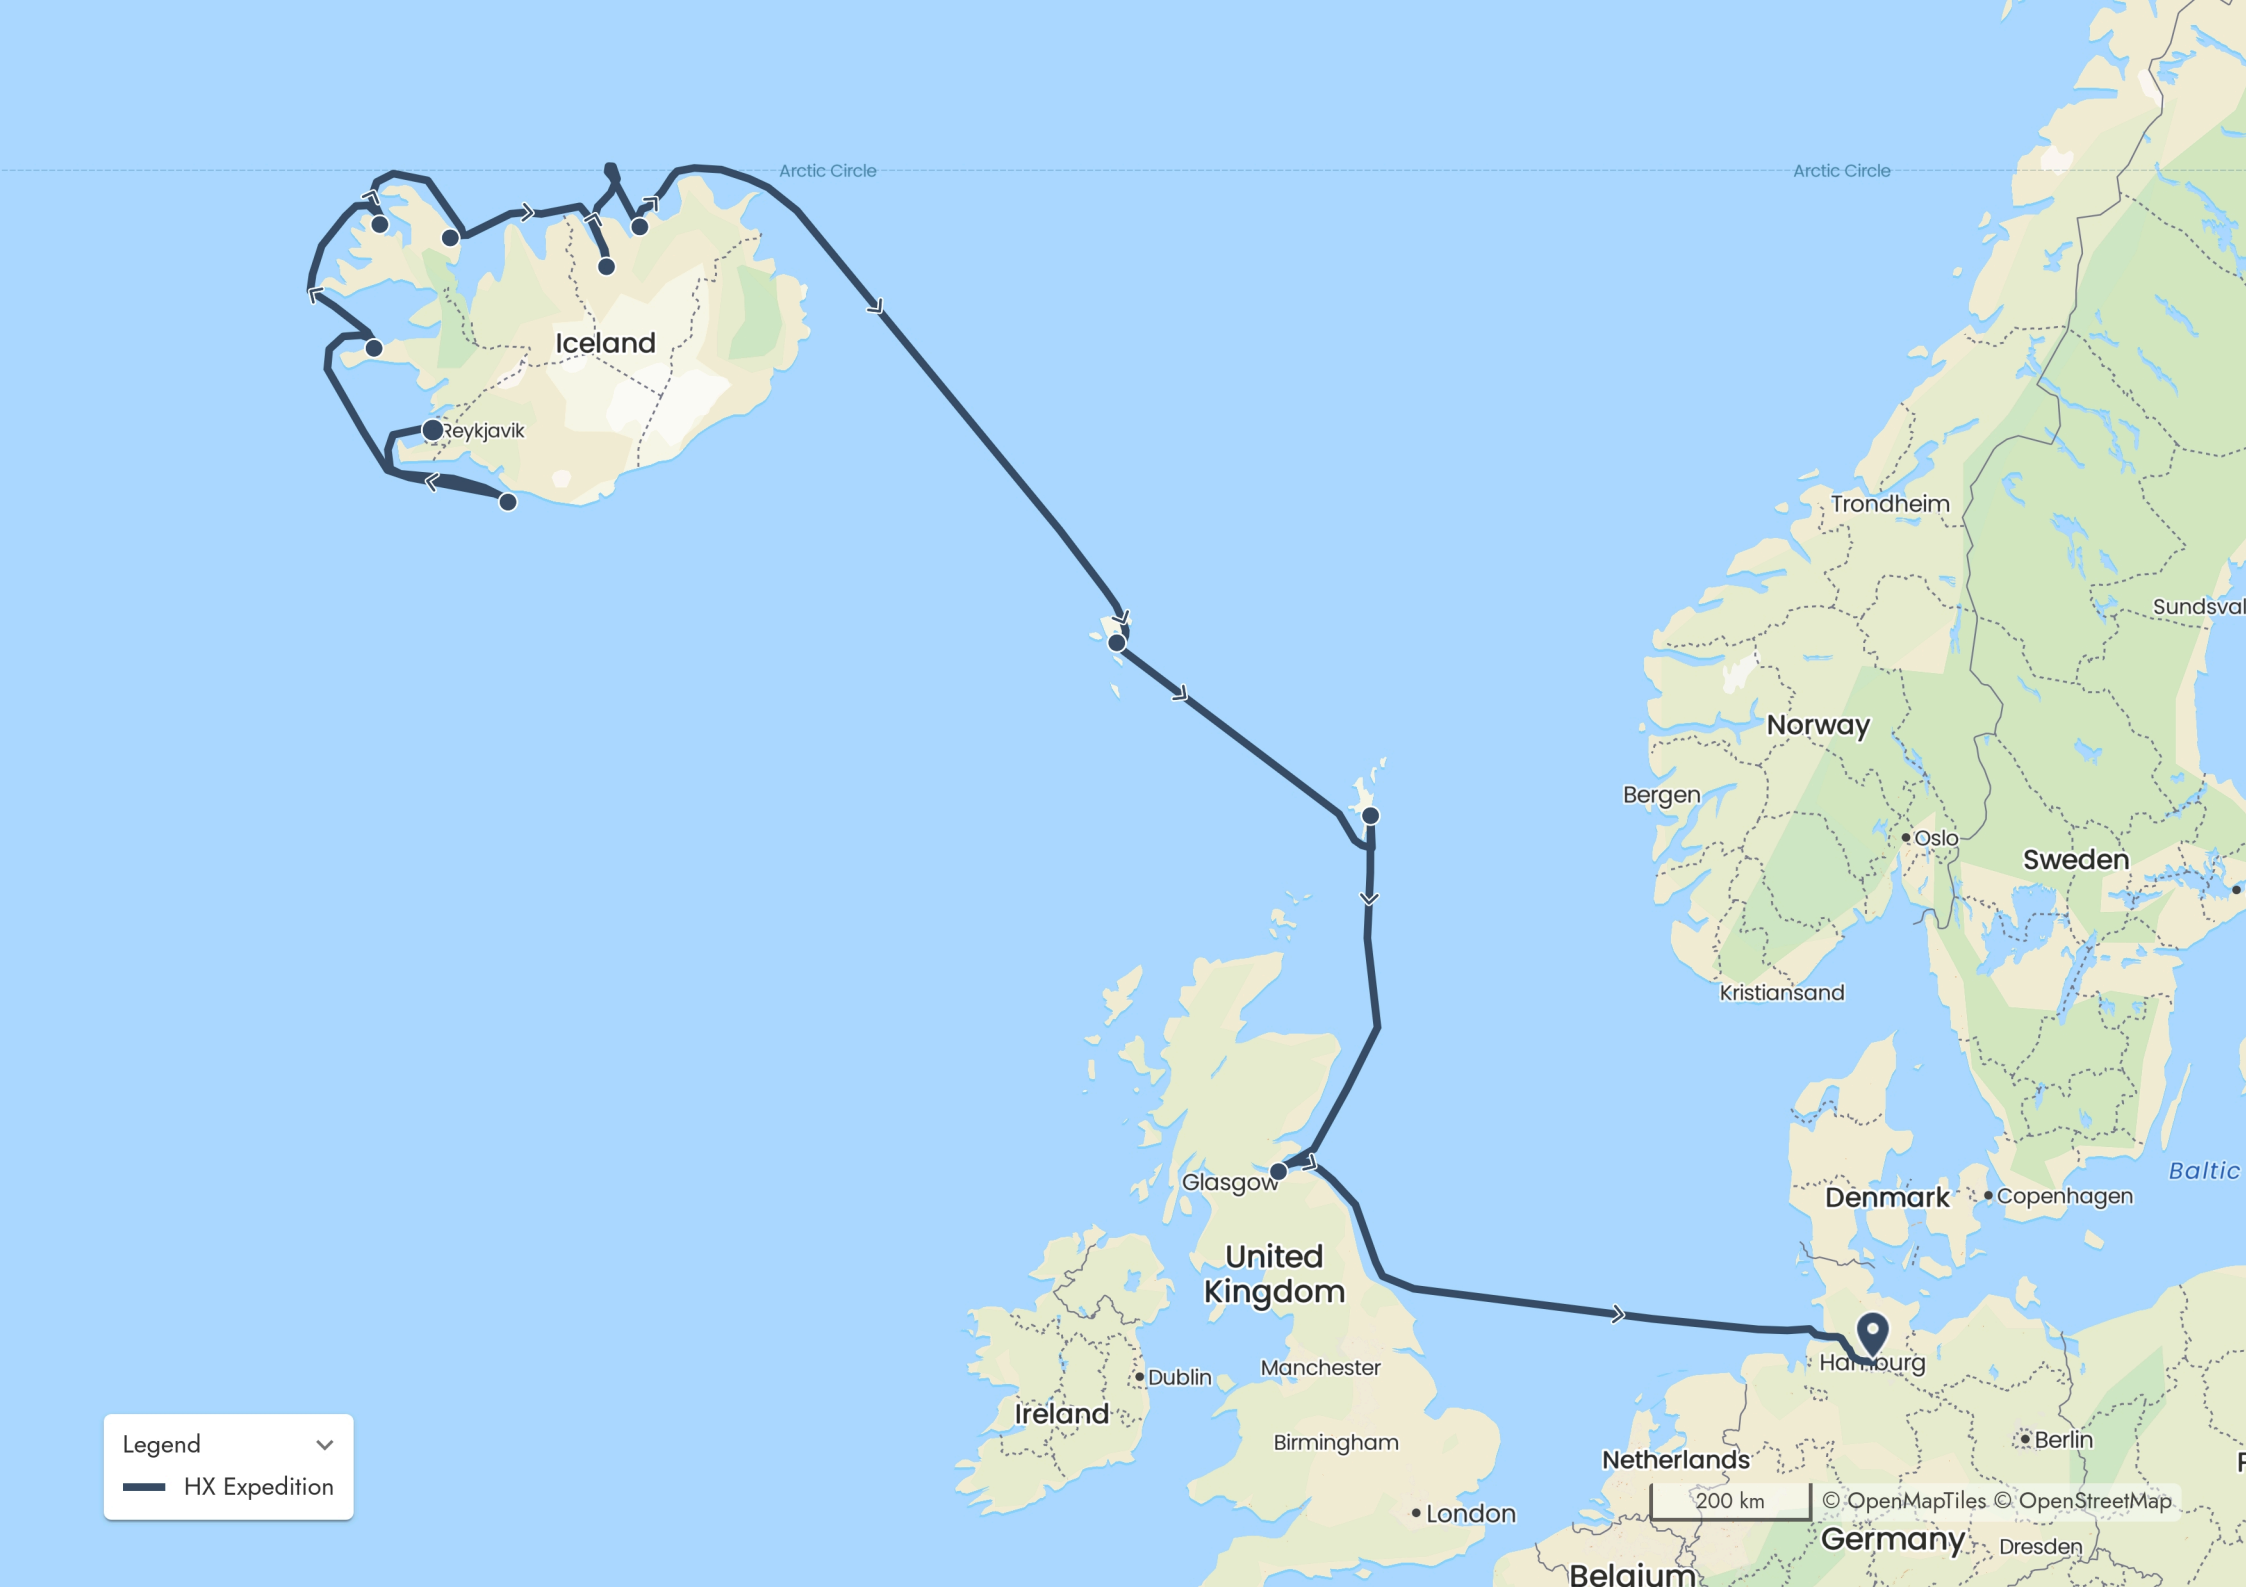 Arctic Circle
Arctic Circle
Iceland
Reykjavik
Trondheim
Sundsval
Norway
Bergen
Oslo
Sweden
Kristiansand
Glasgow
Denmark
Copenhagen
Baltic
United
Kingdom
Hamburg
Manchester
Dublin
Ireland
Birmingham
Berlin
Netherlands
London
Legend
HX Expedition
200 km
© OpenMapTiles © OpenStreetMap
Germany
Dresden
Belgium